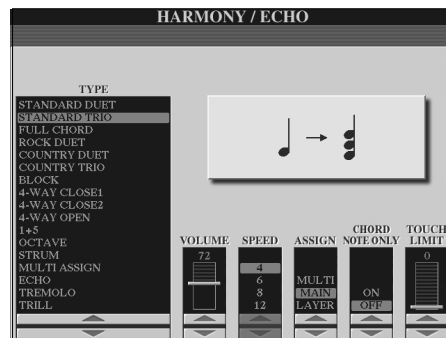 HARMONY / ECHO
TYPE
STANDARD DUET
STANDARD TRIO
FULL CHORD
ROCK DUET
COUNTRY DUET
COUNTRY TRIO
BLOCK
4-WAY CLOSE1
4-WAY CLOSE2
4-WAY OPEN
1+5
OCTAVE
STRUM
MULTI ASSIGN
ECHO
TREMOLO
TRILL
VOLUME
72
SPEED
4
6
8
12
ASSIGN
MULTI
MAIN
LAYER
CHORD
NOTE ONLY
ON
OFF
TOUCH
LIMIT
0